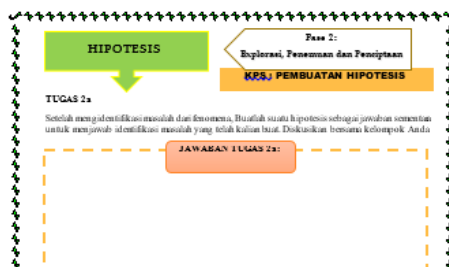 HIPOTESIS
Fase 2:
Explorasi, Penemuan dan Penciptaan
KPS : PEMBUATAN HIPOTESIS
TUGAS 2a
Setelah mengidentifikasi masalah dari fenomena, Buatlah suatu hipotesis sebagai jawaban sementara
untuk menjawab identifikasi masalah yang telah kalian buat. Diskusikan bersama kelompok Anda
JAWABAN TUGAS 2a: